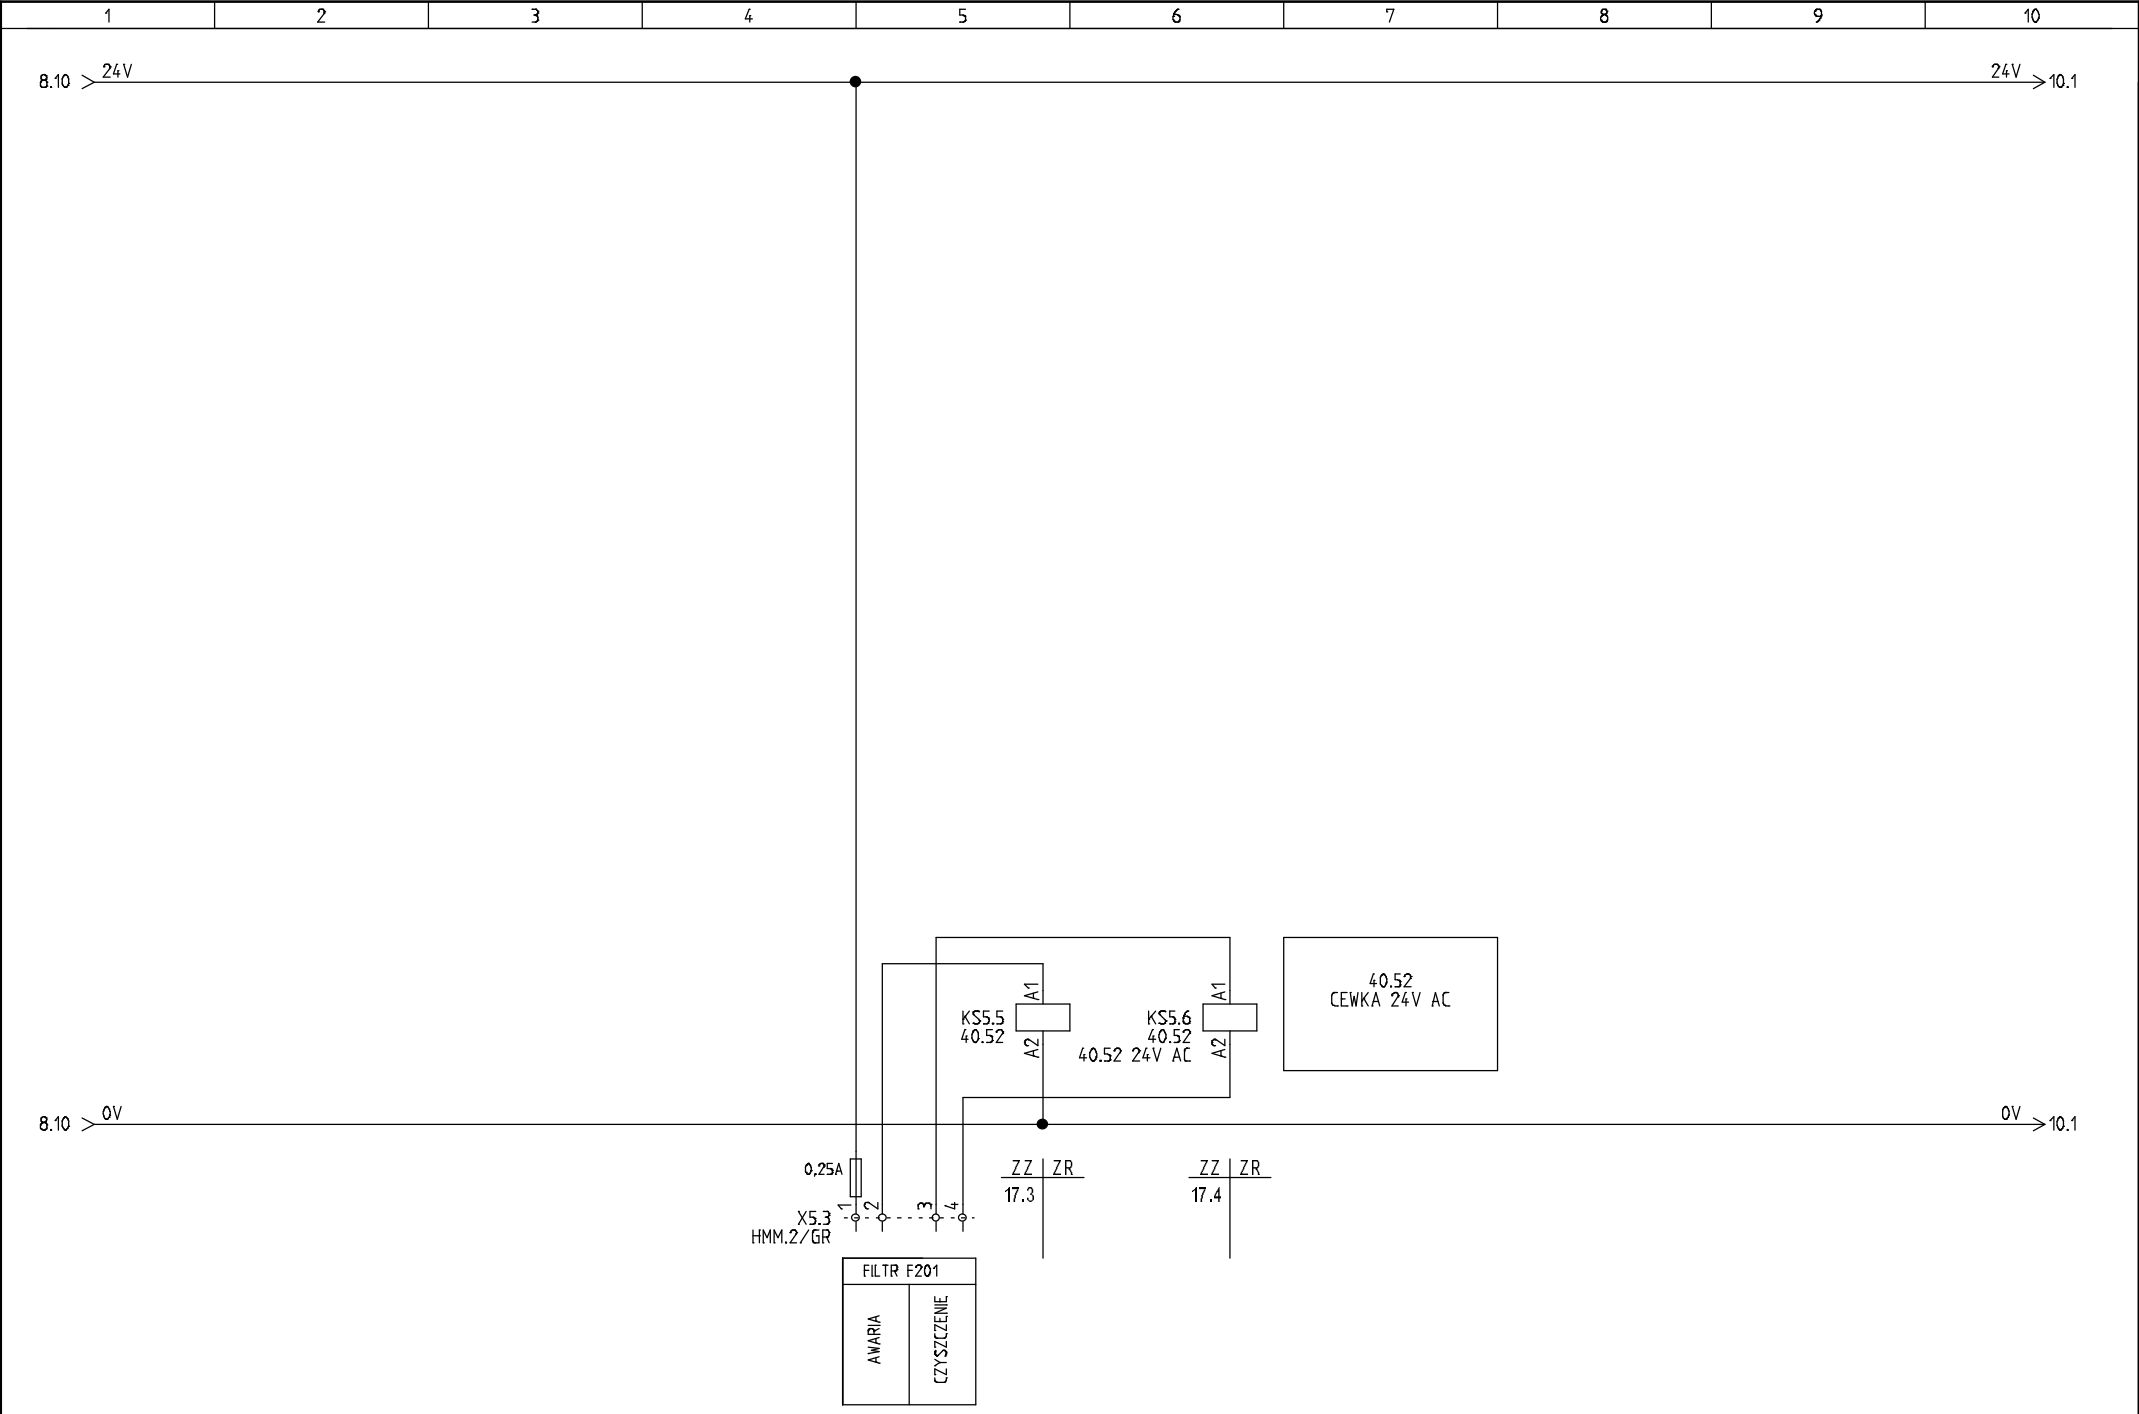 1 2 3 4 5 6 7 8 9 10
8.10 24V 24V 10.1
40.52
CEWKA 24V AC
A1 A1
KS5.5 KS5.6
40.52 40.52
A2 40.52 24V AC A2
8.10 0V 0V 10.1
0,25A ZZ ZR ZZ ZR
17.3 17.4
1 2 3 4
X5.3
HMM.2/GR
FILTR F201
AWARIA
CZYSZCZENIE